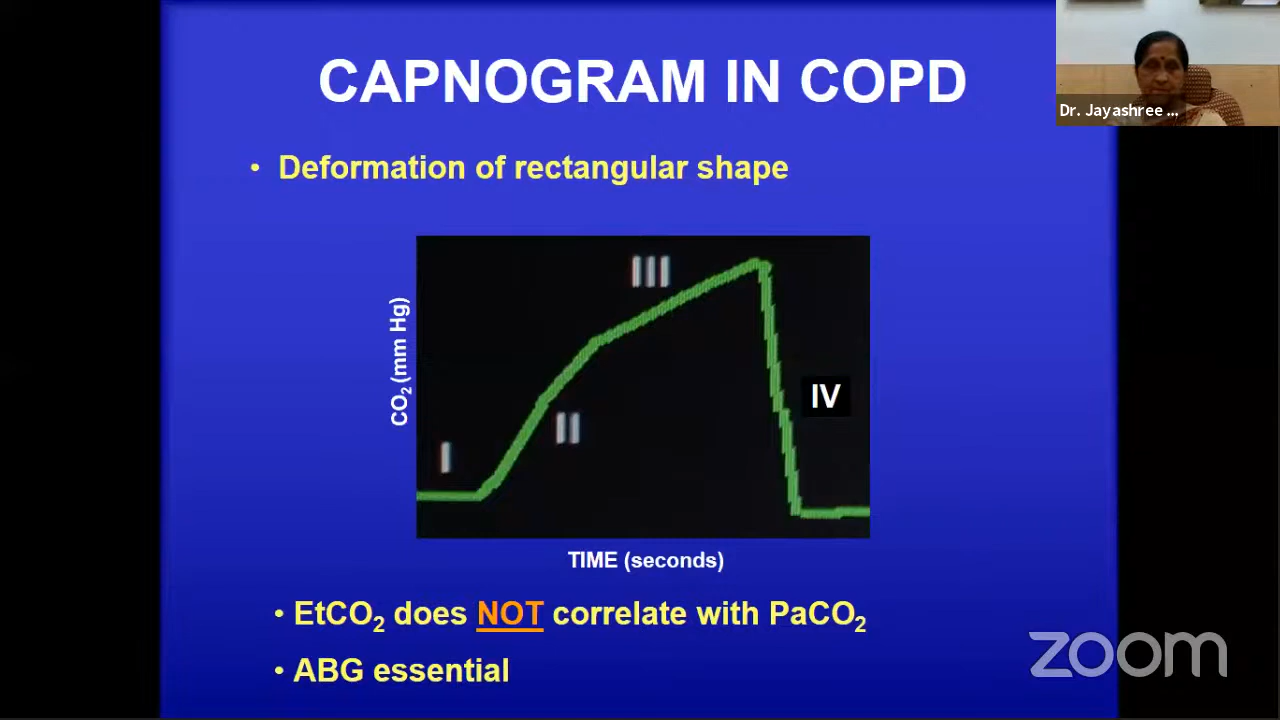 CAPNOGRAM IN COPD
Dr. Jayashree ...
• Deformation of rectangular shape
III
CO₂ (mm Hg)
IV
II
I
TIME (seconds)
• EtCO₂ does NOT correlate with PaCO₂
• ABG essential
zoom